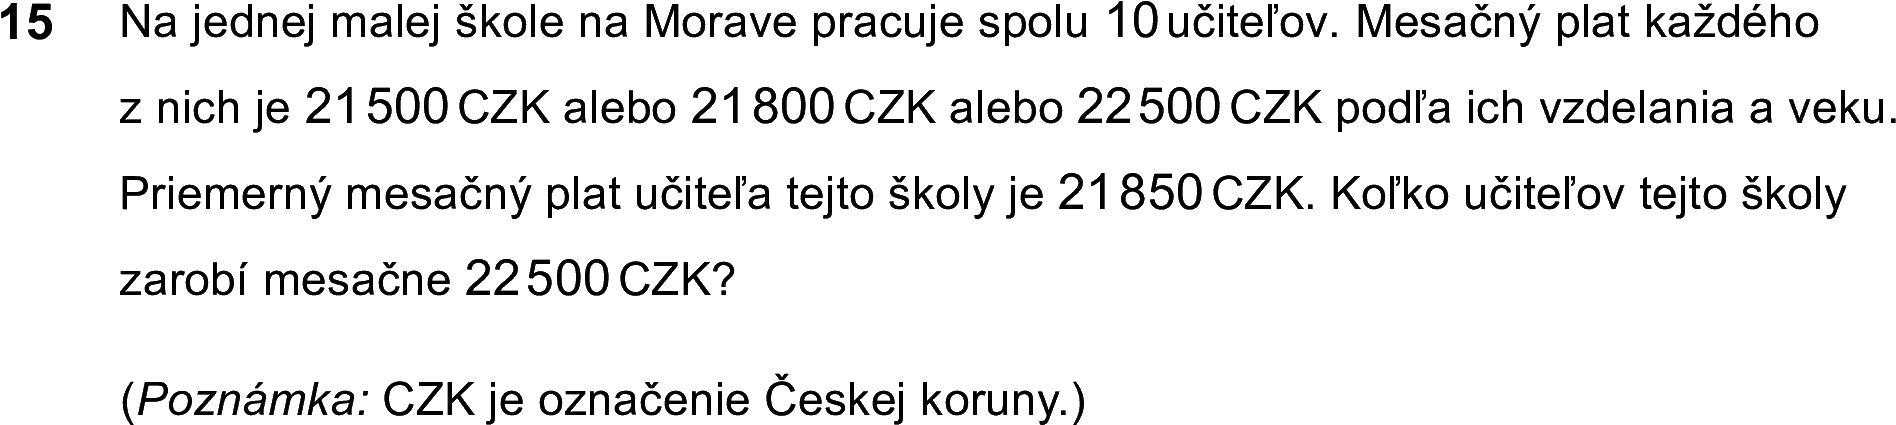 15 Na jednej malej škole na Morave pracuje spolu 10 učiteľov. Mesačný plat každého
z nich je 21 500 CZK alebo 21 800 CZK alebo 22 500 CZK podľa ich vzdelania a veku.
Priemerný mesačný plat učiteľa tejto školy je 21 850 CZK. Koľko učiteľov tejto školy
zarobí mesačne 22 500 CZK?
(Poznámka: CZK je označenie Českej koruny.)